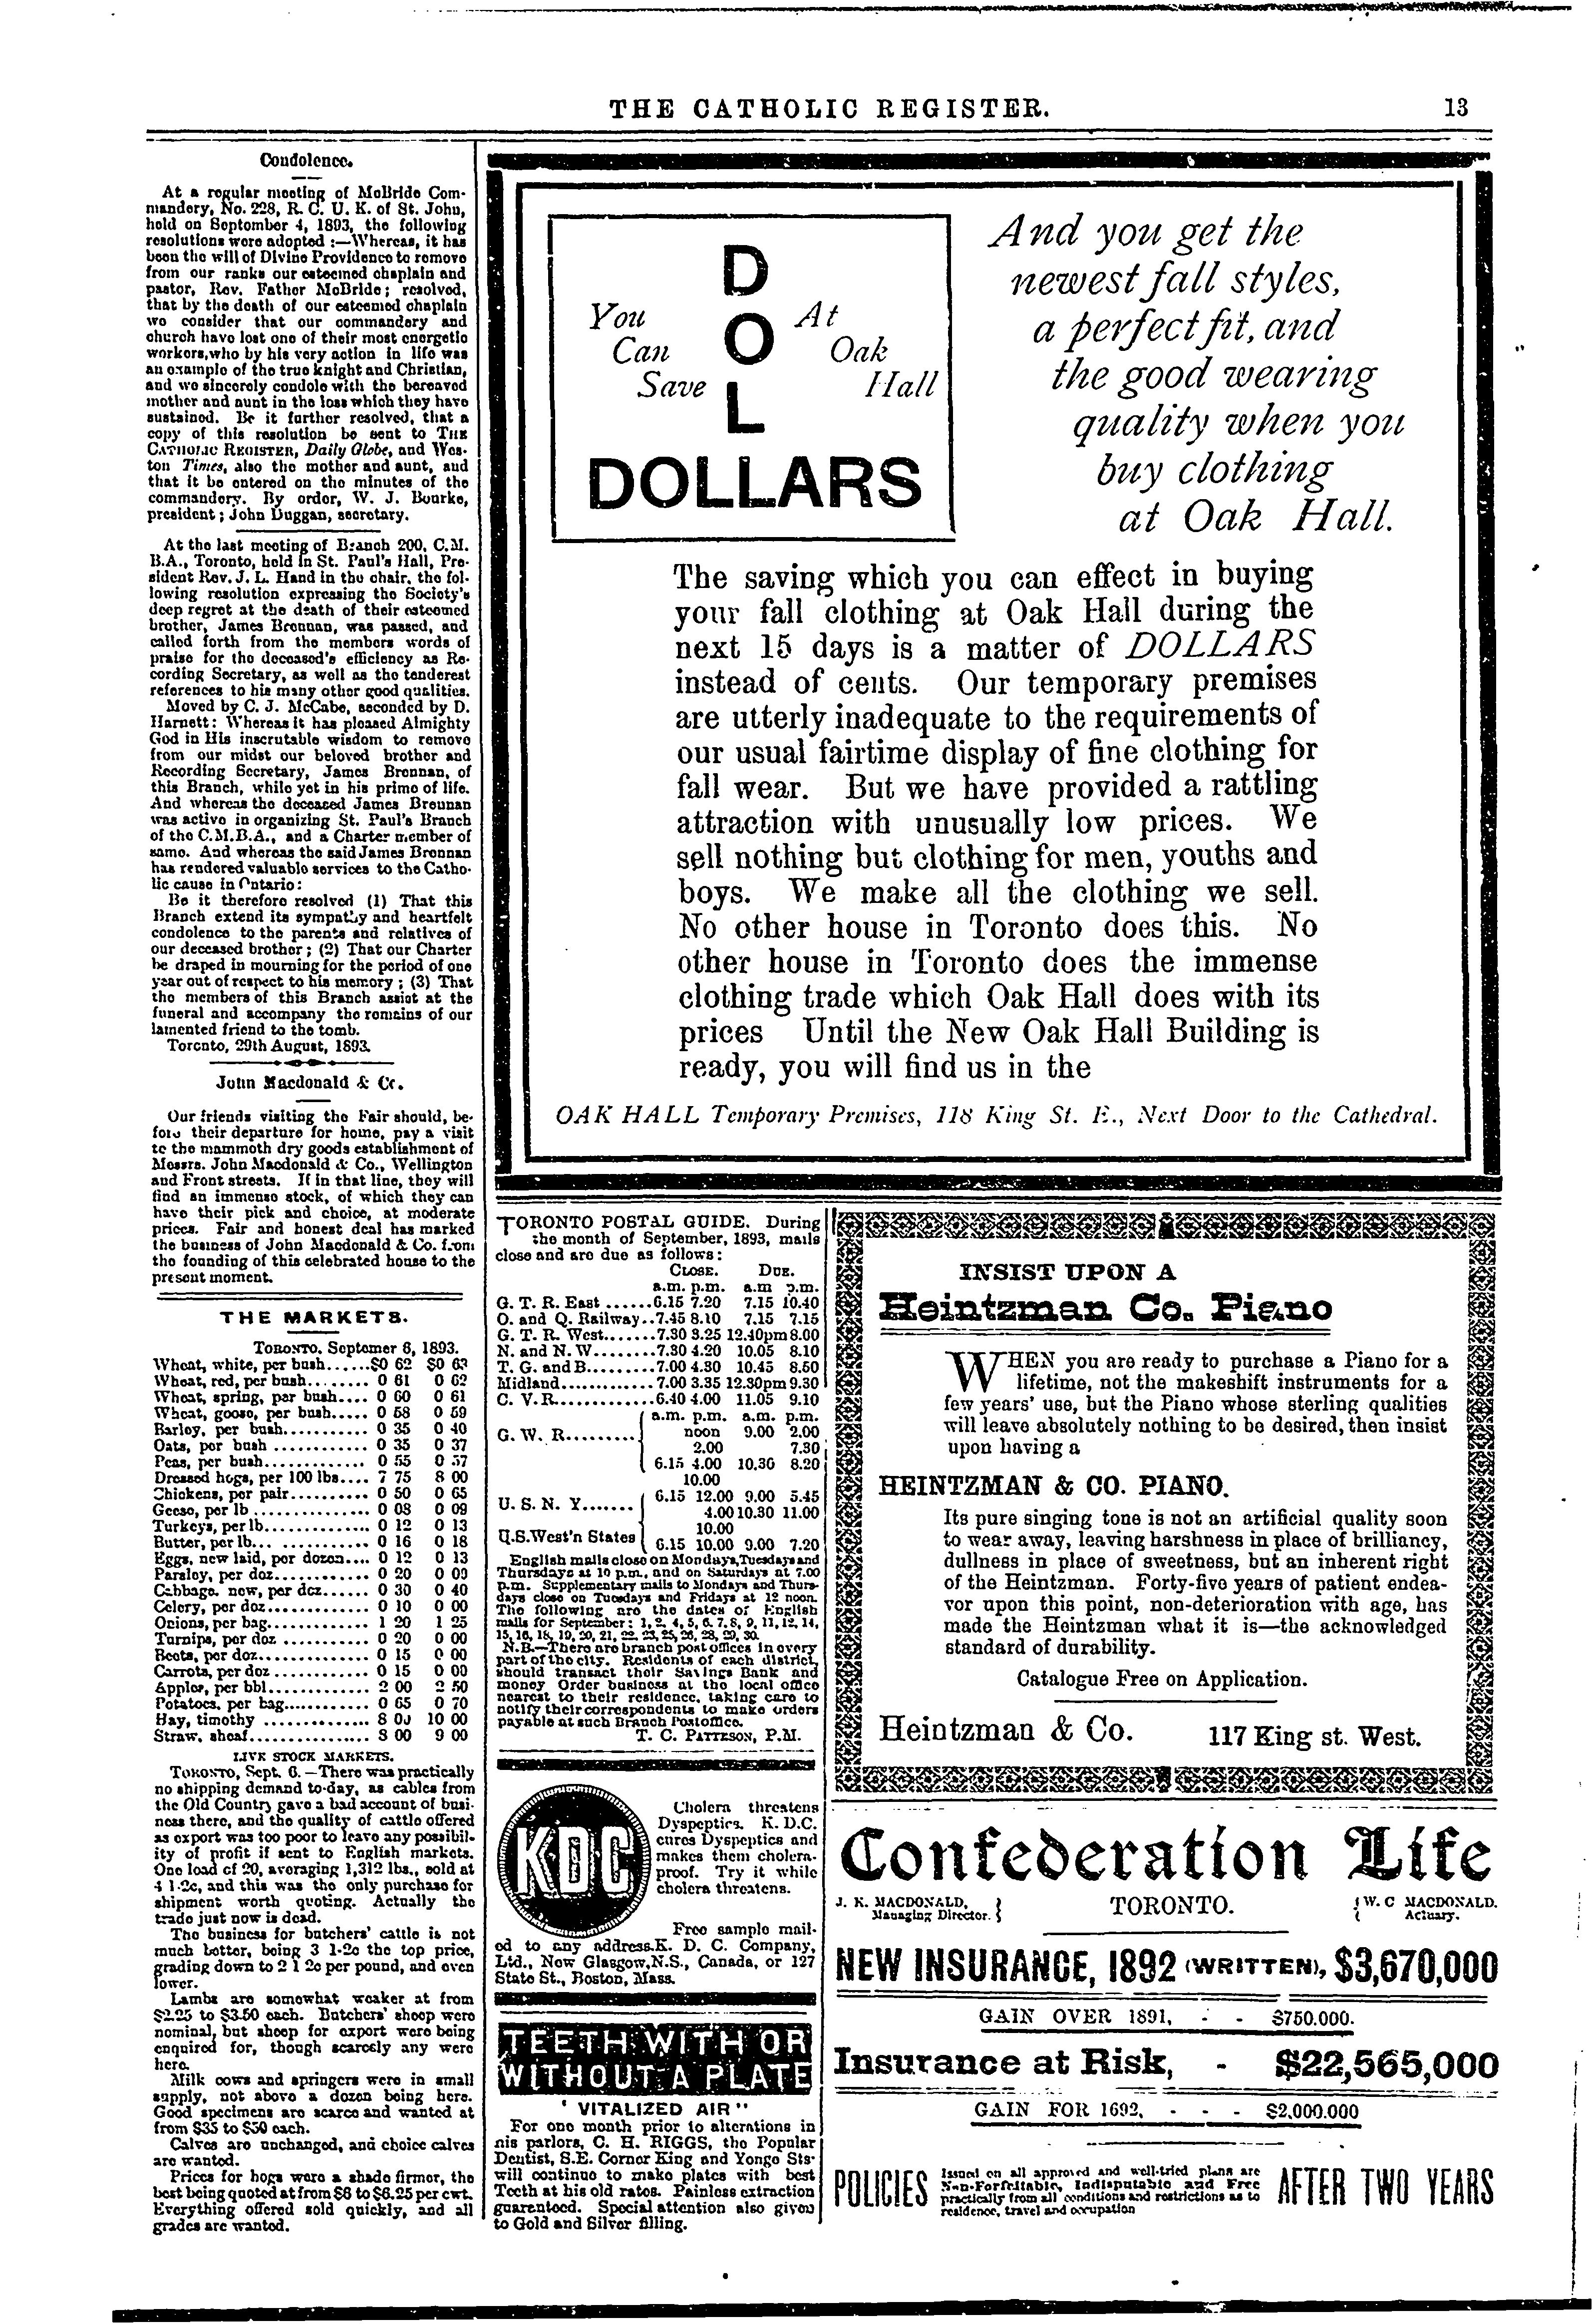 THE CATHOLIC REGISTER.
13
Condolence.
At a regular meeting of McBride Com-
mandery, No. 228, R. C. U. K. of St. John,
held on September 4, 1893, the following
resolutions were adopted :—Whereas, it has
been the will of Divine Providence to remove
from our ranks our esteemed chaplain and
pastor, Rev. Father McBride; resolved,
that by the death of our esteemed chaplain
we consider that our commandery and
church have lost one of their most energetic
workers,who by his very action in life was
an example of the true knight and Christian,
and we sincerely condole with the bereaved
mother and aunt in the loss which they have
sustained. Be it further resolved, that a
copy of this resolution be sent to THE
CATHOLIC REGISTER, Daily Globe, and Wes-
ton Times, also the mother and aunt, and
that it be entered on the minutes of the
commandery. By order, W. J. Bourke,
president ; John Duggan, secretary.
At the last meeting of Branch 200, C.M.
B.A., Toronto, held in St. Paul's Hall, Pre-
sident Rev. J. L. Hand in the chair, the fol-
lowing resolution expressing the Society's
deep regret at the death of their esteemed
brother, James Brennan, was passed, and
called forth from the members words of
praise for the deceased's efficiency as Re-
cording Secretary, as well as the tenderest
references to his many other good qualities.
Moved by C. J. McCabe, seconded by D.
Harnett: Whereas it has pleased Almighty
God in His inscrutable wisdom to remove
from our midst our beloved brother and
Recording Secretary, James Brennan, of
this Branch, while yet in his prime of life.
And whereas the deceased James Brennan
was active in organizing St. Paul's Branch
of the C.M.B.A., and a Charter member of
same. And whereas the said James Brennan
has rendered valuable services to the Catho-
lic cause in Ontario:
Be it therefore resolved (1) That this
Branch extend its sympathy and heartfelt
condolence to the parents and relatives of
our deceased brother; (2) That our Charter
be draped in mourning for the period of one
year out of respect to his memory; (3) That
the members of this Branch assist at the
funeral and accompany the remains of our
lamented friend to the tomb.
Toronto, 29th August, 1893.
John Macdonald & Co.
Our friends visiting the Fair should, be-
fore their departure for home, pay a visit
to the mammoth dry goods establishment of
Messrs. John Macdonald & Co., Wellington
and Front streets. If in that line, they will
find an immense stock, of which they can
have their pick and choice, at moderate
prices. Fair and honest deal has marked
the business of John Macdonald & Co. from
the founding of this celebrated house to the
present moment.
THE MARKETS.
TORONTO, Septomer 6, 1893.
Wheat, white, per bush......$0 62 $0 63
Wheat, red, per bush........ 0 61 0 62
Wheat, spring, per bush.... 0 60 0 61
Wheat, goose, per bush..... 0 58 0 59
Barley, per bush........... 0 35 0 40
Oats, per bush ............ 0 35 0 37
Peas, per bush............. 0 55 0 57
Dressed hogs, per 100 lbs.... 7 75 8 00
Chickens, per pair.......... 0 50 0 65
Geese, per lb ............... 0 08 0 09
Turkeys, per lb.............. 0 12 0 13
Butter, per lb... ........... 0 16 0 18
Eggs, new laid, per dozen.... 0 12 0 13
Parsley, per doz............ 0 20 0 00
Cabbage, new, per doz...... 0 30 0 40
Celery, per doz............. 0 10 0 00
Onions, per bag............. 1 20 1 25
Turnips, per doz ........... 0 20 0 00
Beets, per doz.............. 0 15 0 00
Carrots, per doz ............ 0 15 0 00
Apples, per bbl ............. 2 00 2 50
Potatoes, per bag........... 0 65 0 70
Hay, timothy .............. 8 00 10 00
Straw, sheaf................ 8 00 9 00
LIVE STOCK MARKETS.
TORONTO, Sept. 6.—There was practically
no shipping demand to-day, as cables from
the Old Country gave a bad account of busi-
ness there, and the quality of cattle offered
as export was too poor to leave any possibil-
ity of profit if sent to English markets.
One load of 20, averaging 1,312 lbs., sold at
4 1-2c, and this was the only purchase for
shipment worth quoting. Actually the
trade just now is dead.
The business for butchers' cattle is not
much better, being 3 1-2c the top price,
grading down to 2 1 2c per pound, and even
lower.
Lambs are somewhat weaker at from
$2.25 to $3.50 each. Butchers' sheep were
nominal, but sheep for export were being
enquired for, though scarcely any were
here.
Milk cows and springers were in small
supply, not above a dozen being here.
Good specimens are scarce and wanted at
from $35 to $50 each.
Calves are unchanged, and choice calves
are wanted.
Prices for hogs were a shade firmer, the
best being quoted at from $6 to $6.25 per cwt.
Everything offered sold quickly, and all
grades are wanted.
You Can Save
DOL
DOLLARS
At Oak Hall
And you get the
newest fall styles,
a perfect fit, and
the good wearing
quality when you
buy clothing
at Oak Hall.
The saving which you can effect in buying
your fall clothing at Oak Hall during the
next 15 days is a matter of DOLLARS
instead of cents. Our temporary premises
are utterly inadequate to the requirements of
our usual fairtime display of fine clothing for
fall wear. But we have provided a rattling
attraction with unusually low prices. We
sell nothing but clothing for men, youths and
boys. We make all the clothing we sell.
No other house in Toronto does this. No
other house in Toronto does the immense
clothing trade which Oak Hall does with its
prices Until the New Oak Hall Building is
ready, you will find us in the
OAK HALL Temporary Premises, 118 King St. E., Next Door to the Cathedral.
TORONTO POSTAL GUIDE. During
the month of September, 1893, mails
close and are due as follows:
CLOSE. DUE.
a.m. p.m. a.m p.m.
G. T. R. East ......6.15 7.20 7.15 10.40
O. and Q. Railway..7.45 8.10 7.15 7.15
G. T. R. West.......7.30 3.25 12.40pm 8.00
N. and N. W........7.30 4.20 10.05 8.10
T. G. and B.........7.00 4.30 10.45 8.50
Midland............7.00 3.35 12.30pm 9.30
C. V. R.............6.40 4.00 11.05 9.10
a.m. p.m. a.m. p.m.
G. W. R......... noon 9.00 2.00
2.00 7.30
6.15 4.00 10.30 8.20
10.00
U. S. N. Y....... 6.15 12.00 9.00 5.45
4.00 10.30 11.00
10.00
U.S.West'n States 6.15 10.00 9.00 7.20
English mails close on Mondays,Tuesdays and
Thursdays at 10 p.m., and on Saturdays at 7.00
p.m. Supplementary mails to Mondays and Thurs-
days close on Tuesdays and Fridays at 12 noon.
The following are the dates of English
mails for September: 1, 2, 4, 5, 6, 7, 8, 9, 11, 12, 14,
15, 16, 18, 19, 20, 21, 22, 23, 25, 26, 28, 29, 30.
N.B.—There are branch post offices in every
part of the city. Residents of each district,
should transact their Savings Bank and
money Order business at the local office
nearest to their residence, taking care to
notify their correspondents to make orders
payable at such Branch Postoffice.
T. C. PATTESON, P.M.
KDC
Cholera threatens
Dyspeptics. K. D.C.
cures Dyspeptics and
makes them cholera-
proof. Try it while
cholera threatens.
Free sample mail-
ed to any address.K. D. C. Company,
Ltd., New Glasgow,N.S., Canada, or 127
State St., Boston, Mass.
TEETH WITH OR
WITHOUT A PLATE
' VITALIZED AIR "
For one month prior to alterations in
his parlors, C. H. RIGGS, the Popular
Dentist, S.E. Corner King and Yonge Sts·
will continue to make plates with best
Teeth at his old rates. Painless extraction
guarenteed. Special attention also given
to Gold and Silver filling.
INSIST UPON A
Heintzman Co. Piano
WHEN you are ready to purchase a Piano for a
lifetime, not the makeshift instruments for a
few years' use, but the Piano whose sterling qualities
will leave absolutely nothing to be desired, then insist
upon having a
HEINTZMAN & CO. PIANO.
Its pure singing tone is not an artificial quality soon
to wear away, leaving harshness in place of brilliancy,
dullness in place of sweetness, but an inherent right
of the Heintzman. Forty-five years of patient endea-
vor upon this point, non-deterioration with age, has
made the Heintzman what it is—the acknowledged
standard of durability.
Catalogue Free on Application.
Heintzman & Co. 117 King st. West.
Confederation Life
J. K. MACDONALD,
Managing Director.
TORONTO.
W. C MACDONALD.
Actuary.
NEW INSURANCE, 1892 (WRITTEN), $3,670,000
GAIN OVER 1891, - - $750.000.
Insurance at Risk, - $22,565,000
GAIN FOR 1692, - - - $2,000.000
POLICIES
Issued on all approved and well-tried plans are
Non-Forfeitable, Indisputable and Free
practically from all conditions and restrictions as to
residence, travel and occupation
AFTER TWO YEARS